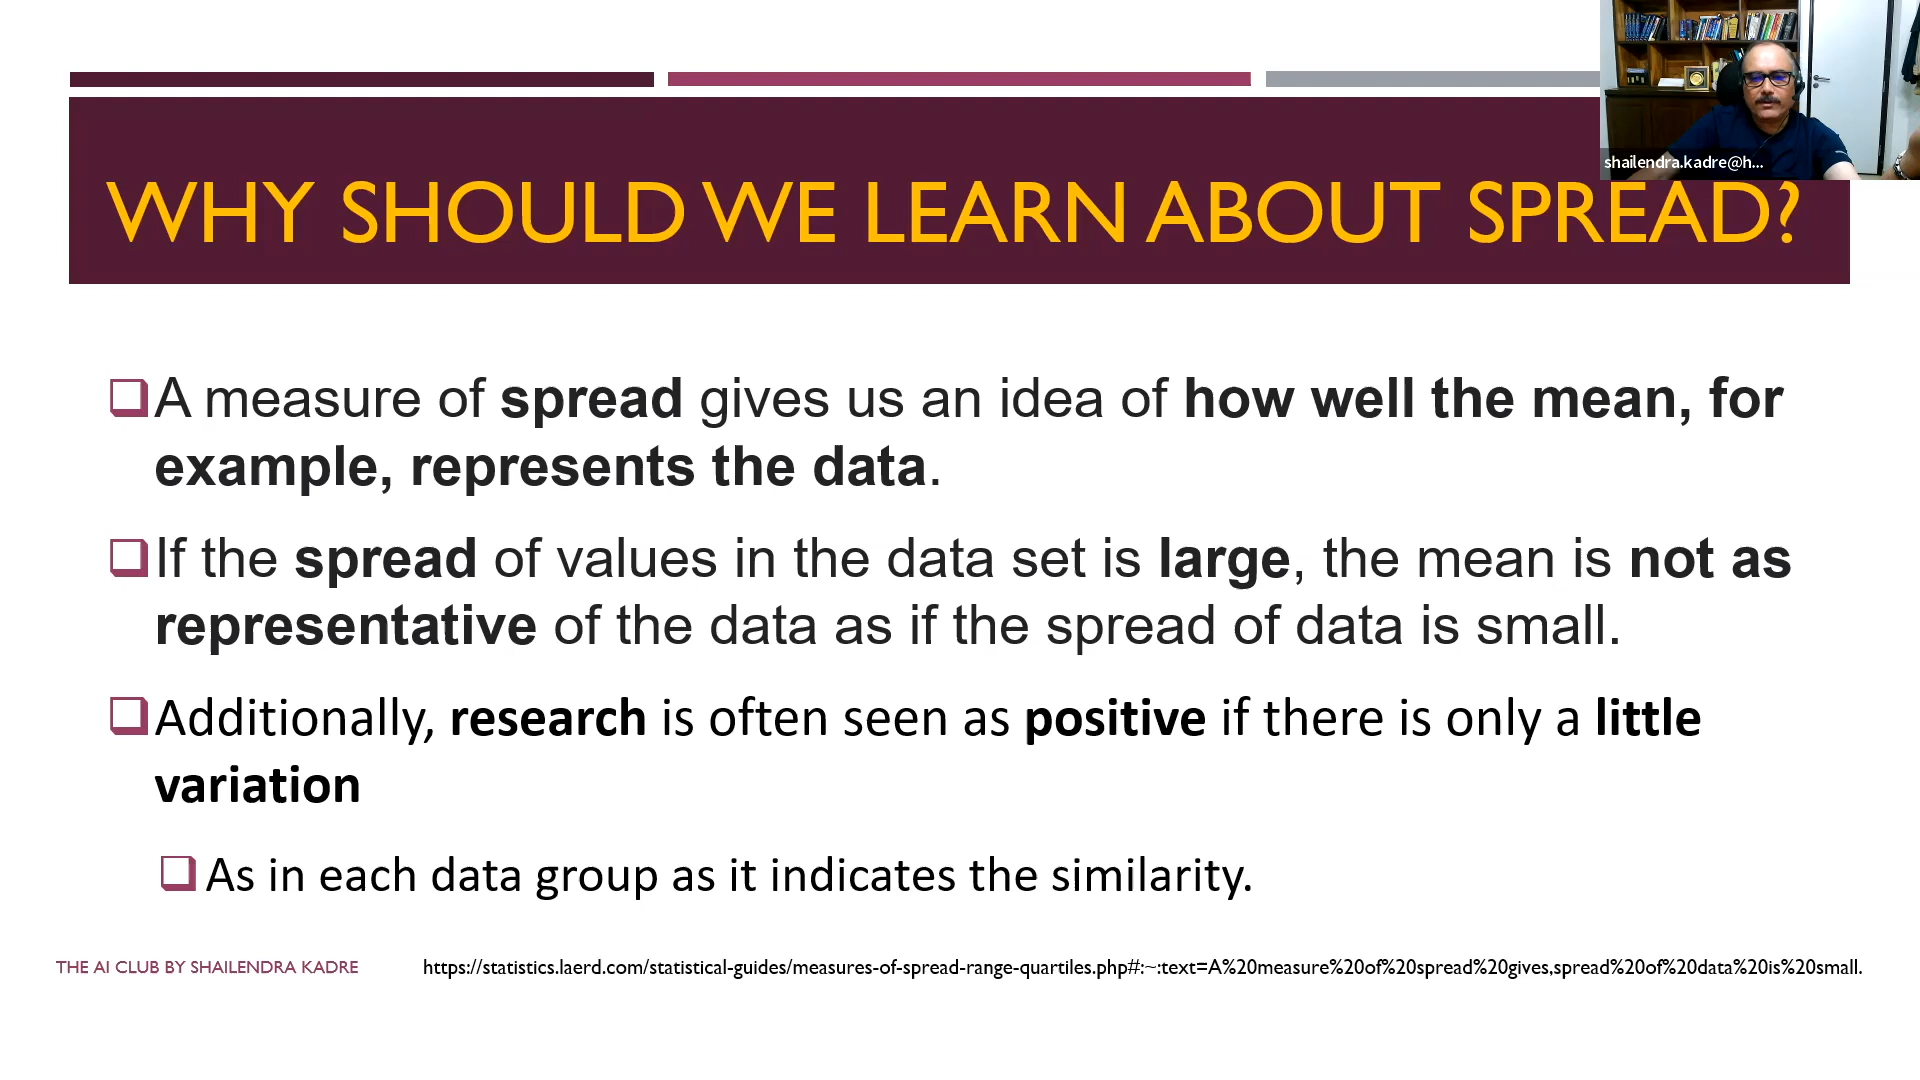 shailendra.kadre@h...
WHY SHOULD WE LEARN ABOUT SPREAD?
A measure of spread gives us an idea of how well the mean, for
example, represents the data.
If the spread of values in the data set is large, the mean is not as
representative of the data as if the spread of data is small.
Additionally, research is often seen as positive if there is only a little
variation
As in each data group as it indicates the similarity.
THE AI CLUB BY SHAILENDRA KADRE
https://statistics.laerd.com/statistical-guides/measures-of-spread-range-quartiles.php#:~:text=A%20measure%20of%20spread%20gives,spread%20of%20data%20is%20small.